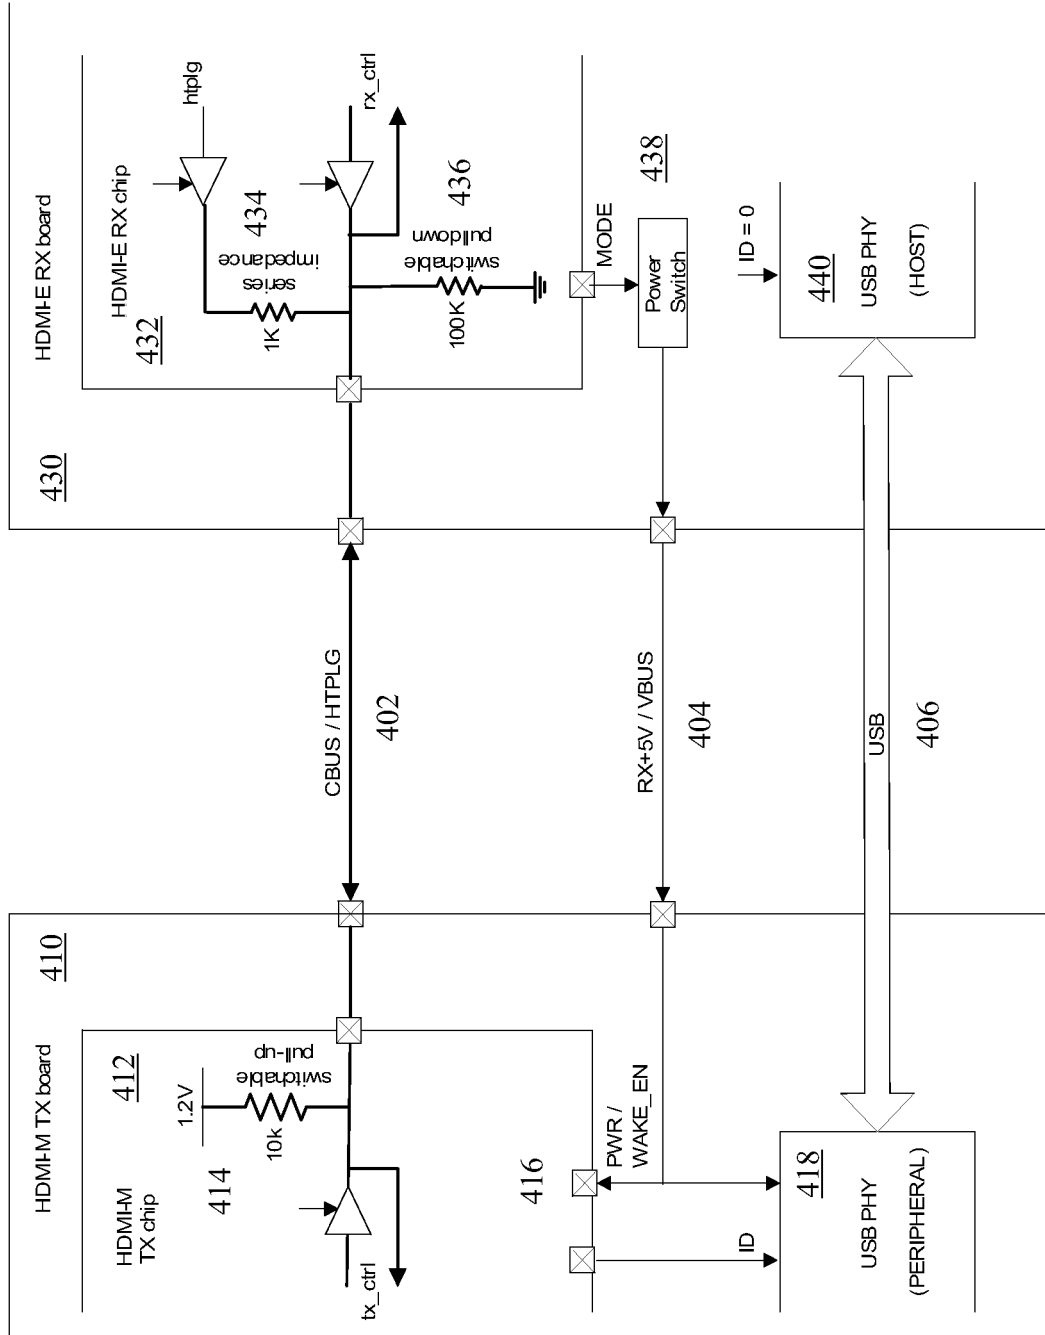 HDMI-M TX board
410
HDMI-M
TX chip
412
1.2V
10k
switchable
pull-up
414
tx_ctrl
416
PWR /
WAKE_EN
ID
418
USB PHY
(PERIPHERAL)
CBUS / HTPLG
402
RX+5V / VBUS
404
USB
406
HDMI-E RX board
430
HDMI-E RX chip
432
htplg
1K
series
impedance
434
rx_ctrl
100K
switchable
pulldown
436
MODE
438
Power
Switch
ID = 0
440
USB PHY
(HOST)